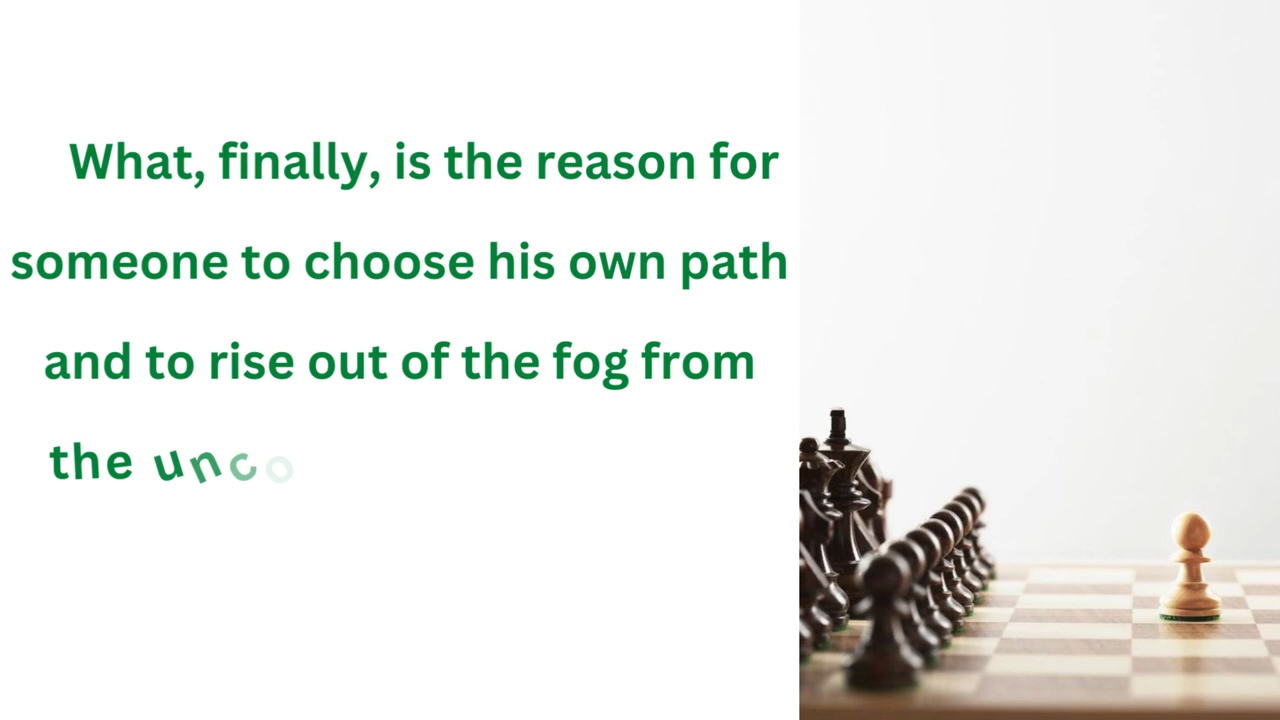 What, finally, is the reason for
someone to choose his own path
and to rise out of the fog from
the unco